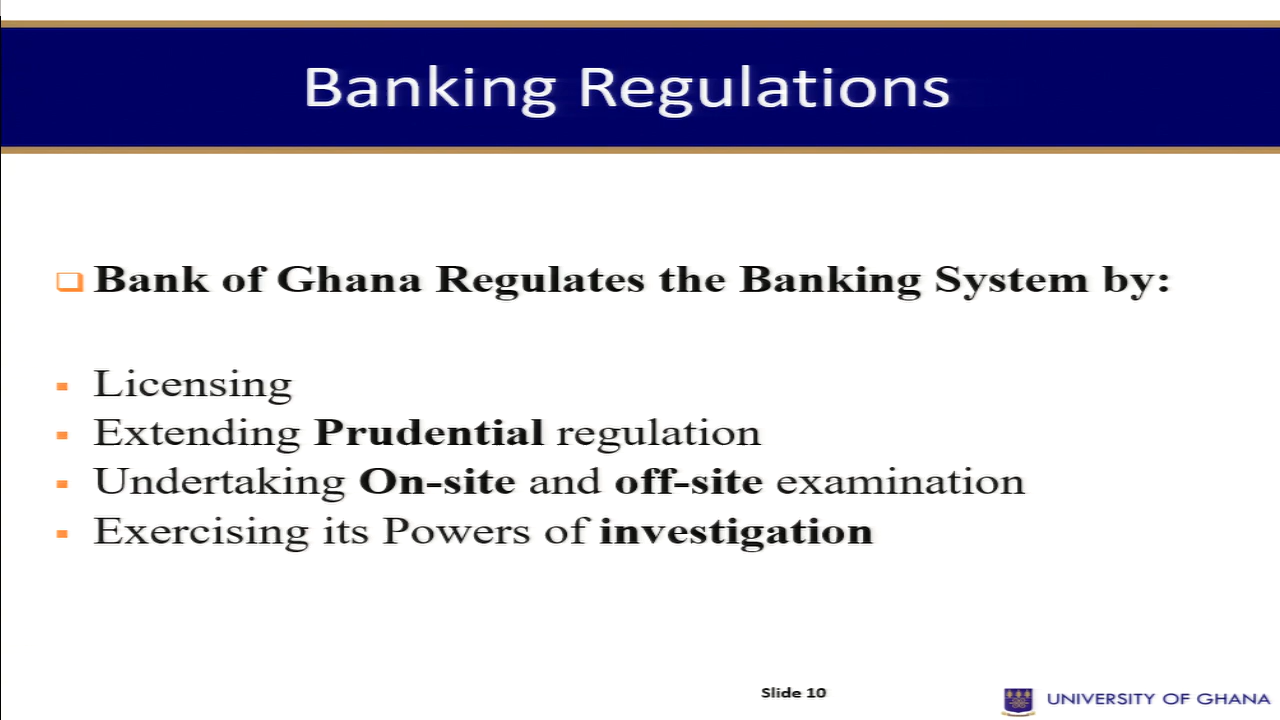 Banking Regulations
Bank of Ghana Regulates the Banking System by:
Licensing
Extending Prudential regulation
Undertaking On-site and off-site examination
Exercising its Powers of investigation
Slide 10
UNIVERSITY OF GHANA